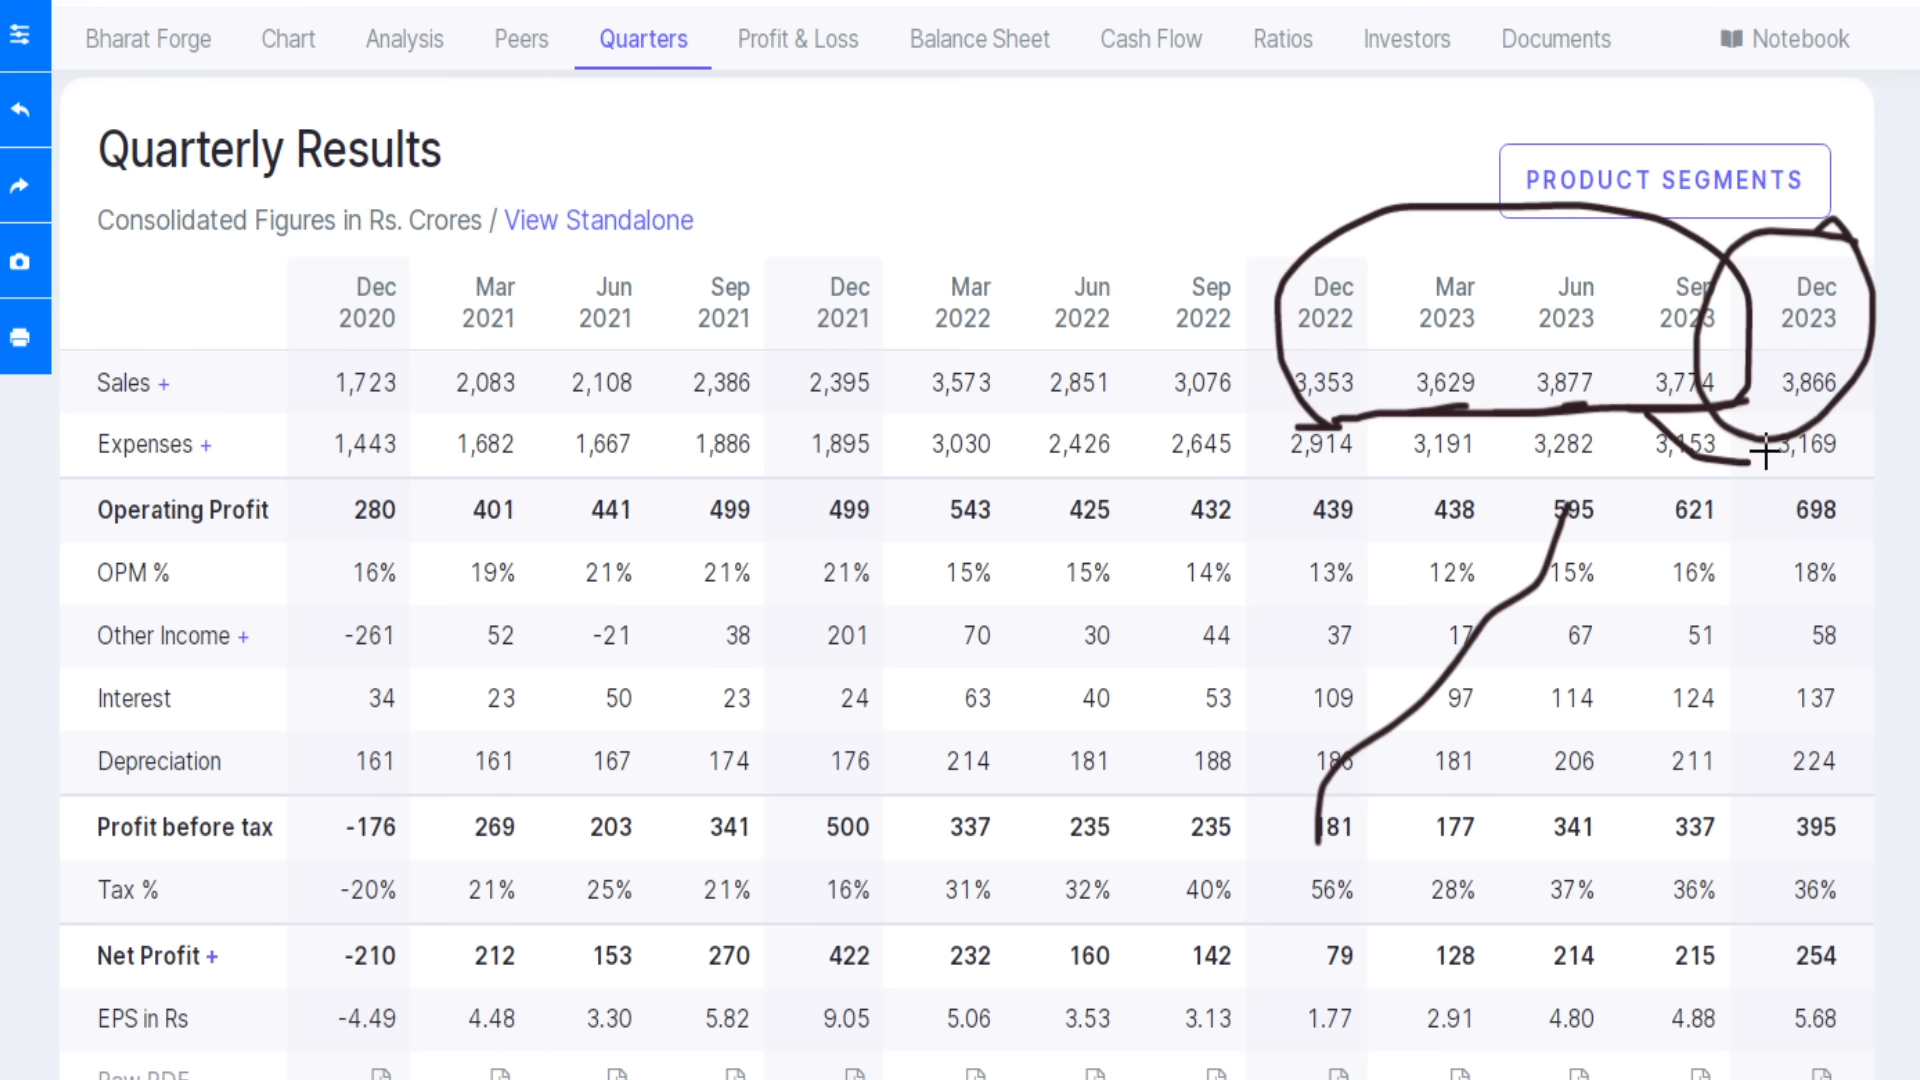 Bharat Forge Chart Analysis Peers Quarters Profit & Loss Balance Sheet Cash Flow Ratios Investors Documents Notebook
Quarterly Results
PRODUCT SEGMENTS
Consolidated Figures in Rs. Crores / View Standalone
Dec Mar Jun Sep Dec Mar Jun Sep Dec Mar Jun Sep Dec
2020 2021 2021 2021 2021 2022 2022 2022 2022 2023 2023 2023 2023
Sales + 1,723 2,083 2,108 2,386 2,395 3,573 2,851 3,076 3,353 3,629 3,877 3,774 3,866
Expenses + 1,443 1,682 1,667 1,886 1,895 3,030 2,426 2,645 2,914 3,191 3,282 3,153 3,169
Operating Profit 280 401 441 499 499 543 425 432 439 438 595 621 698
OPM % 16% 19% 21% 21% 21% 15% 15% 14% 13% 12% 15% 16% 18%
Other Income + -261 52 -21 38 201 70 30 44 37 17 67 51 58
Interest 34 23 50 23 24 63 40 53 109 97 114 124 137
Depreciation 161 161 167 174 176 214 181 188 186 181 206 211 224
Profit before tax -176 269 203 341 500 337 235 235 181 177 341 337 395
Tax % -20% 21% 25% 21% 16% 31% 32% 40% 56% 28% 37% 36% 36%
Net Profit + -210 212 153 270 422 232 160 142 79 128 214 215 254
EPS in Rs -4.49 4.48 3.30 5.82 9.05 5.06 3.53 3.13 1.77 2.91 4.80 4.88 5.68
Raw PDF